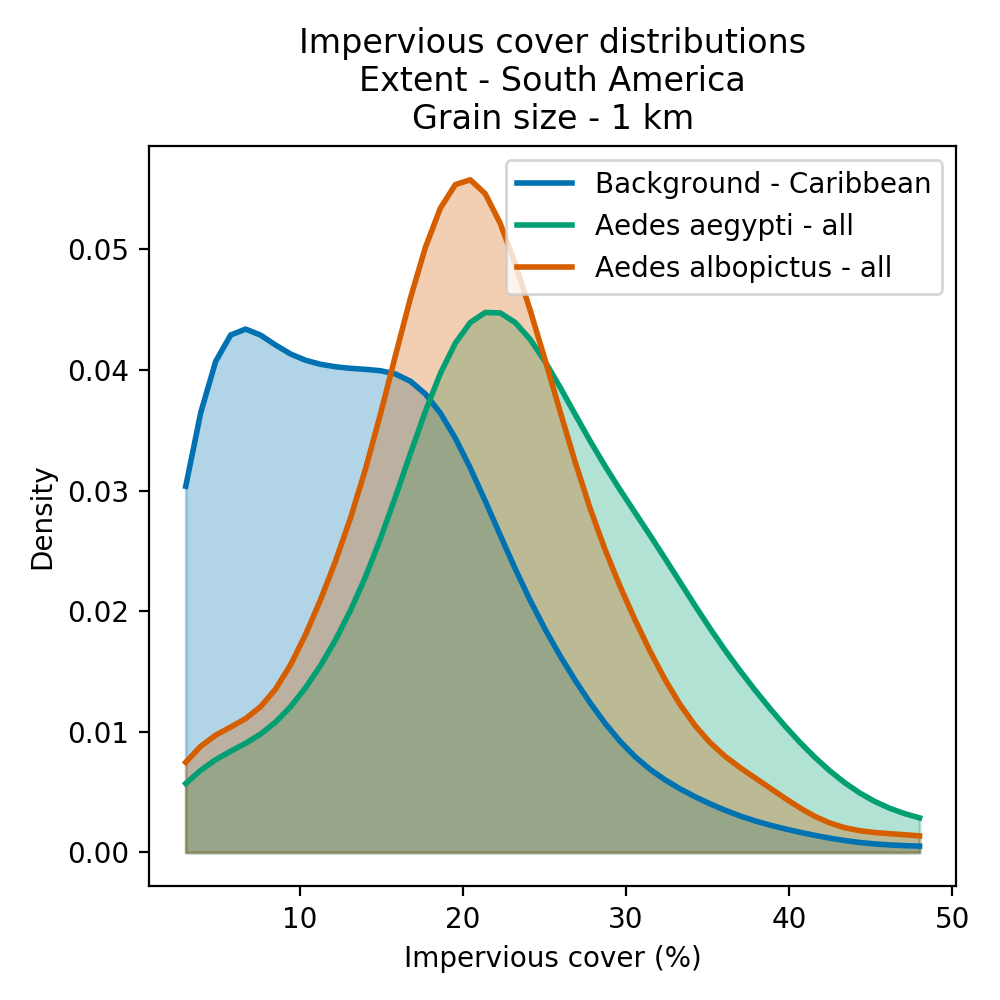 Impervious cover distributions
Extent - South America
Grain size - 1 km
Background - Caribbean
Aedes aegypti - all
Aedes albopictus - all
0.05
0.04
0.03
0.02
0.01
0.00
Density
10 20 30 40 50
Impervious cover (%)